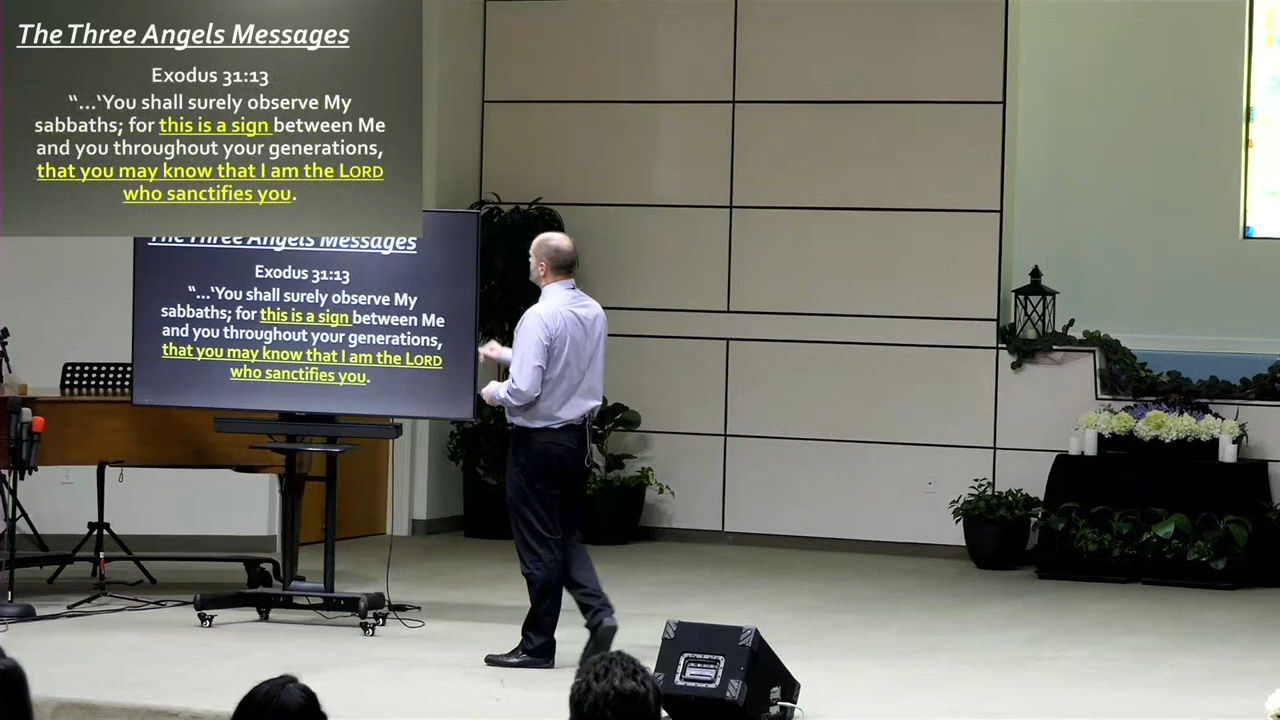 The Three Angels Messages
Exodus 31:13
“...‘You shall surely observe My
sabbaths; for this is a sign between Me
and you throughout your generations,
that you may know that I am the LORD
who sanctifies you.
The Three Angels Messages
Exodus 31:13
“...‘You shall surely observe My
sabbaths; for this is a sign between Me
and you throughout your generations,
that you may know that I am the LORD
who sanctifies you.